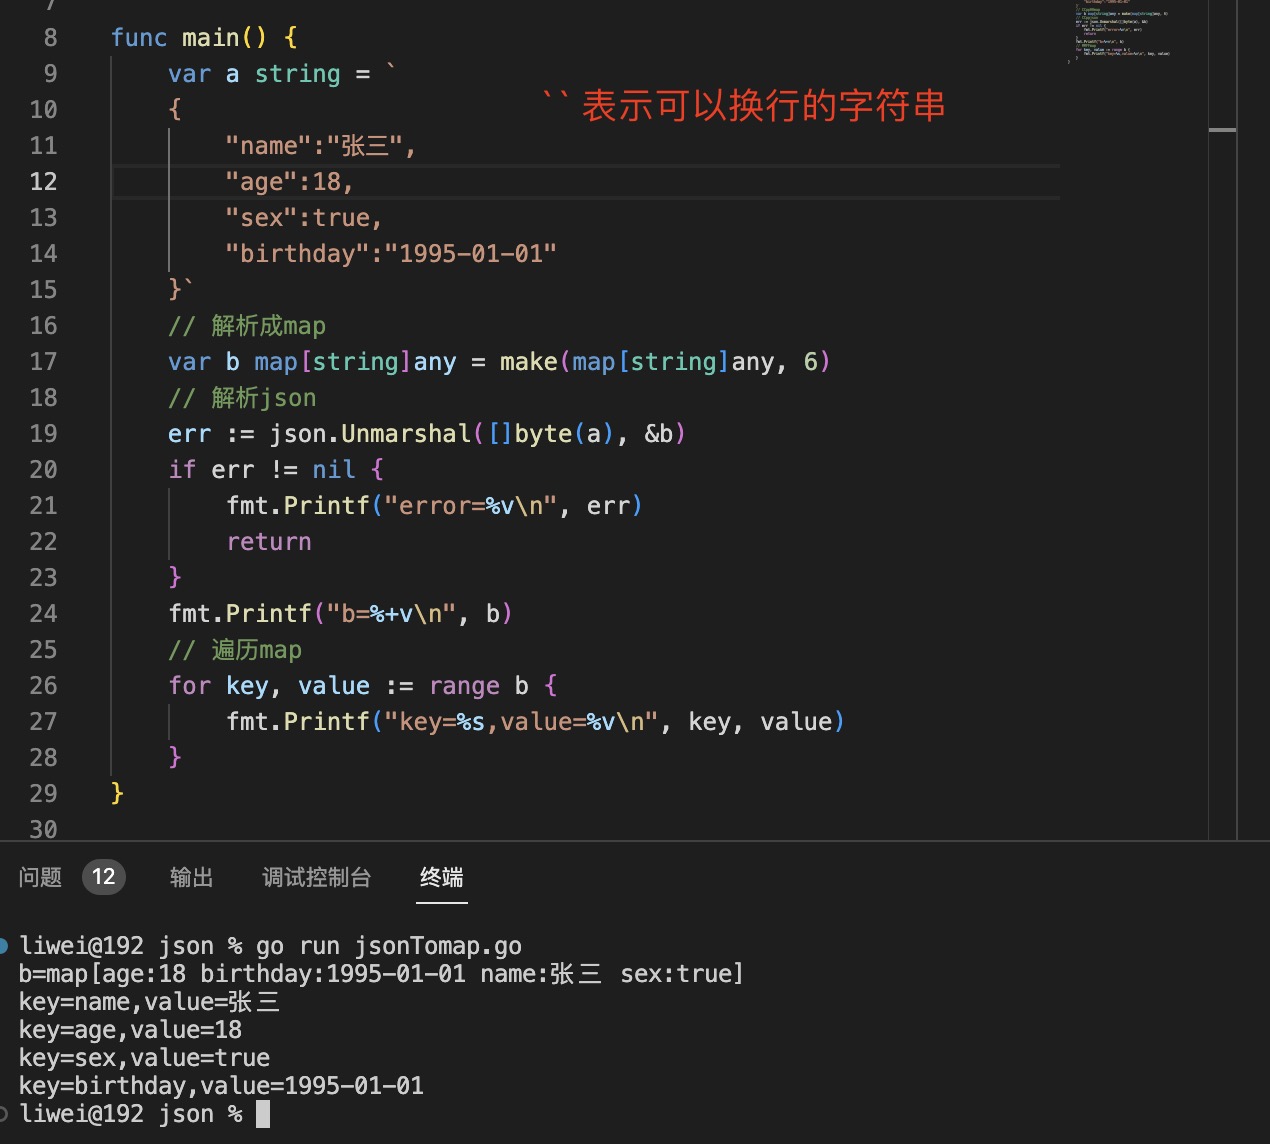 7
8 func main() {
9 var a string = `
10 {
`` 表示可以换行的字符串
11 "name":"张三",
12 "age":18,
13 "sex":true,
14 "birthday":"1995-01-01"
15 }`
16 // 解析成map
17 var b map[string]any = make(map[string]any, 6)
18 // 解析json
19 err := json.Unmarshal([]byte(a), &b)
20 if err != nil {
21 fmt.Printf("error=%v\n", err)
22 return
23 }
24 fmt.Printf("b=%+v\n", b)
25 // 遍历map
26 for key, value := range b {
27 fmt.Printf("key=%s,value=%v\n", key, value)
28 }
29 }
30
问题 12 输出 调试控制台 终端
liwei@192 json % go run jsonTomap.go
b=map[age:18 birthday:1995-01-01 name:张三 sex:true]
key=name,value=张三
key=age,value=18
key=sex,value=true
key=birthday,value=1995-01-01
liwei@192 json %